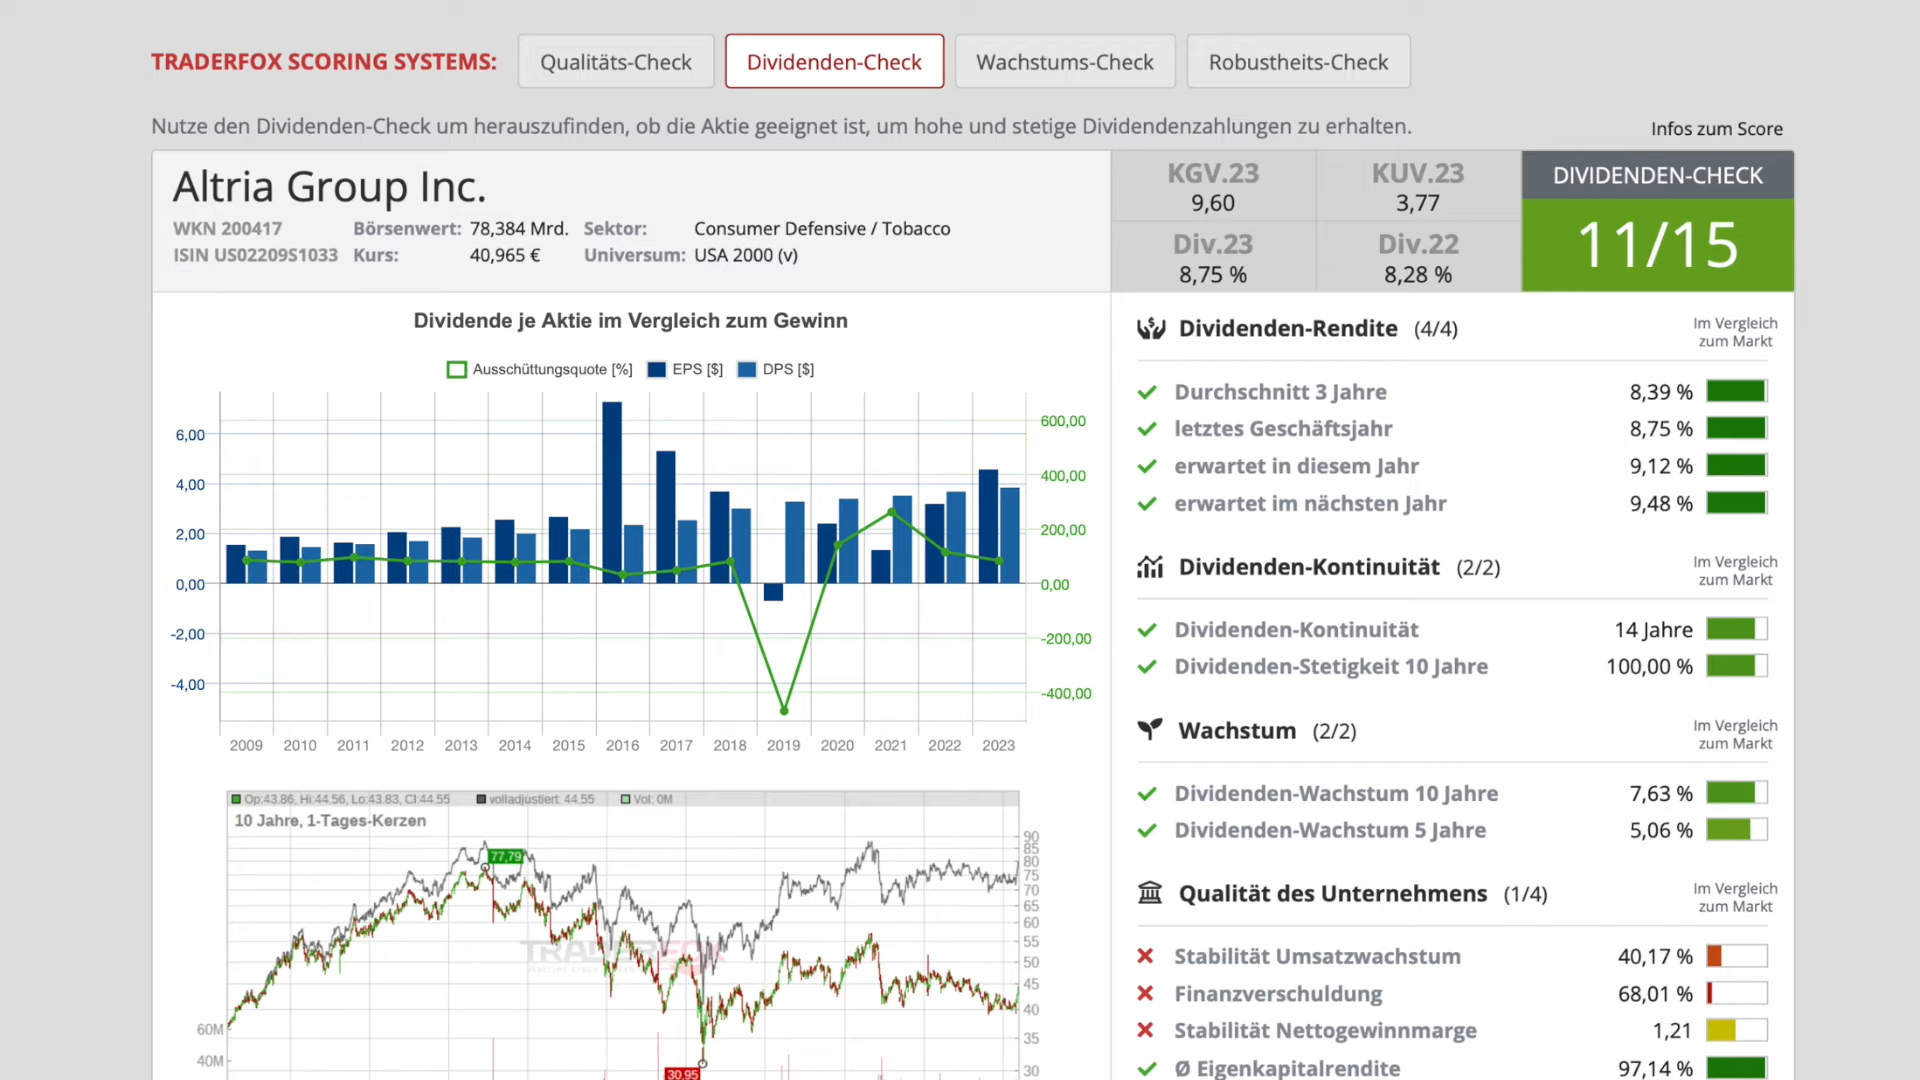 TRADERFOX SCORING SYSTEMS:
Qualitäts-Check
Dividenden-Check
Wachstums-Check
Robustheits-Check
Nutze den Dividenden-Check um herauszufinden, ob die Aktie geeignet ist, um hohe und stetige Dividendenzahlungen zu erhalten.
Infos zum Score
Altria Group Inc.
WKN 200417 Börsenwert: 78,384 Mrd. Sektor: Consumer Defensive / Tobacco
ISIN US02209S1033 Kurs: 40,965 € Universum: USA 2000 (v)
KGV.23
9,60
KUV.23
3,77
Div.23
8,75 %
Div.22
8,28 %
DIVIDENDEN-CHECK
11/15
Dividende je Aktie im Vergleich zum Gewinn
Ausschüttungsquote [%] EPS [$] DPS [$]
6,00
4,00
2,00
0,00
-2,00
-4,00
600,00
400,00
200,00
0,00
-200,00
-400,00
2009 2010 2011 2012 2013 2014 2015 2016 2017 2018 2019 2020 2021 2022 2023
Op:43.86, Hi:44.56, Lo:43.83, Cl:44.55 volladjustiert: 44.55 Vol: 0M
10 Jahre, 1-Tages-Kerzen
77,79
30,95
TRADERFOX
90
85
80
75
70
65
60
55
50
45
40
35
30
60M
40M
Dividenden-Rendite (4/4)
Im Vergleich
zum Markt
Durchschnitt 3 Jahre 8,39 %
letztes Geschäftsjahr 8,75 %
erwartet in diesem Jahr 9,12 %
erwartet im nächsten Jahr 9,48 %
Dividenden-Kontinuität (2/2)
Im Vergleich
zum Markt
Dividenden-Kontinuität 14 Jahre
Dividenden-Stetigkeit 10 Jahre 100,00 %
Wachstum (2/2)
Im Vergleich
zum Markt
Dividenden-Wachstum 10 Jahre 7,63 %
Dividenden-Wachstum 5 Jahre 5,06 %
Qualität des Unternehmens (1/4)
Im Vergleich
zum Markt
Stabilität Umsatzwachstum 40,17 %
Finanzverschuldung 68,01 %
Stabilität Nettogewinnmarge 1,21
Ø Eigenkapitalrendite 97,14 %